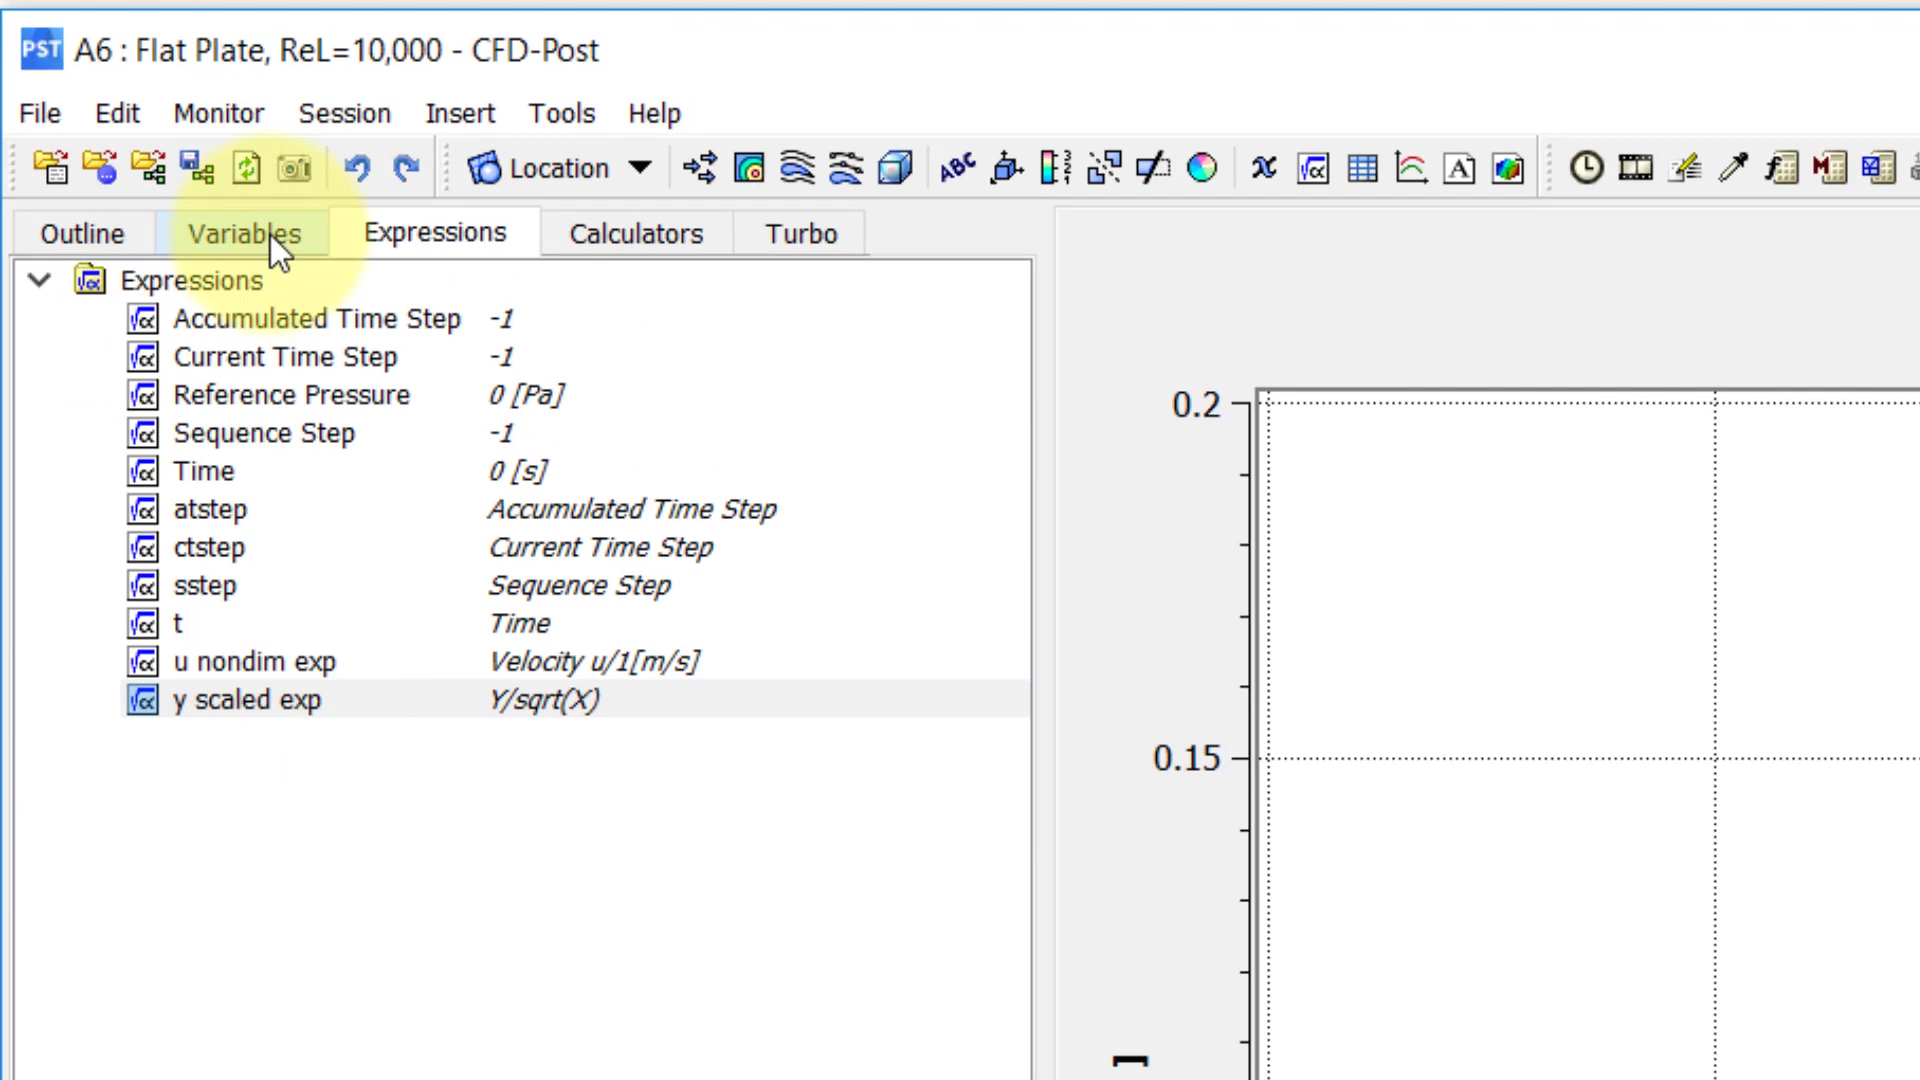 PST A6 : Flat Plate, ReL=10,000 - CFD-Post
File Edit Monitor Session Insert Tools Help
Location ABC A
Outline Variables Expressions Calculators Turbo
Expressions
Accumulated Time Step -1
Current Time Step -1
Reference Pressure 0 [Pa]
Sequence Step -1
Time 0 [s]
atstep Accumulated Time Step
ctstep Current Time Step
sstep Sequence Step
t Time
u nondim exp Velocity u/1[m/s]
y scaled exp Y/sqrt(X)
0.2
0.15
]